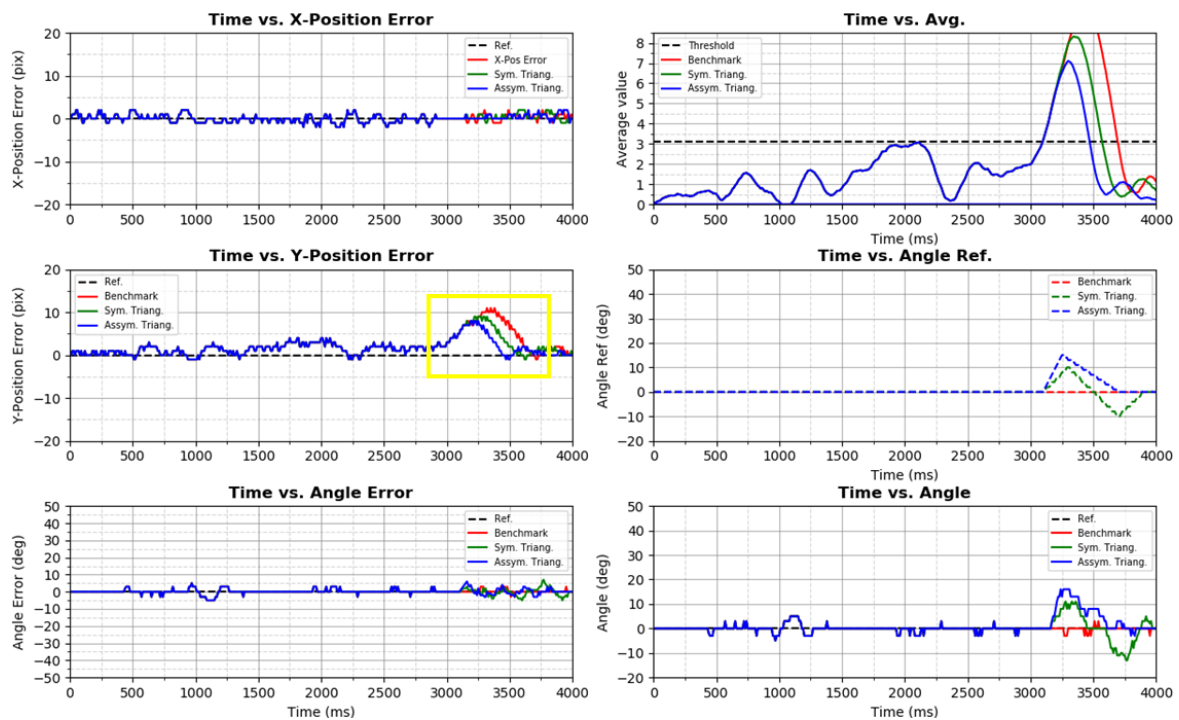 Time vs. X-Position Error
X-Position Error (pix)
20
10
0
−10
−20
Ref.
X-Pos Error
Sym. Triang.
Assym. Triang.
0 500 1000 1500 2000 2500 3000 3500 4000
Time vs. Avg.
Average value
8
7
6
5
4
3
2
1
0
Threshold
Benchmark
Sym. Triang.
Assym. Triang.
0 500 1000 1500 2000 2500 3000 3500 4000
Time (ms)
Time vs. Y-Position Error
Y-Position Error (pix)
20
10
0
−10
−20
Ref.
Benchmark
Sym. Triang.
Assym. Triang.
0 500 1000 1500 2000 2500 3000 3500 4000
Time vs. Angle Ref.
Angle Ref (deg)
50
40
30
20
10
0
−10
−20
Benchmark
Sym. Triang.
Assym. Triang.
0 500 1000 1500 2000 2500 3000 3500 4000
Time (ms)
Time vs. Angle Error
Angle Error (deg)
50
40
30
20
10
0
−10
−20
−30
−40
−50
Ref.
Benchmark
Sym. Triang.
Assym. Triang.
0 500 1000 1500 2000 2500 3000 3500 4000
Time (ms)
Time vs. Angle
Angle (deg)
50
40
30
20
10
0
−10
−20
Ref.
Benchmark
Sym. Triang.
Assym. Triang.
0 500 1000 1500 2000 2500 3000 3500 4000
Time (ms)